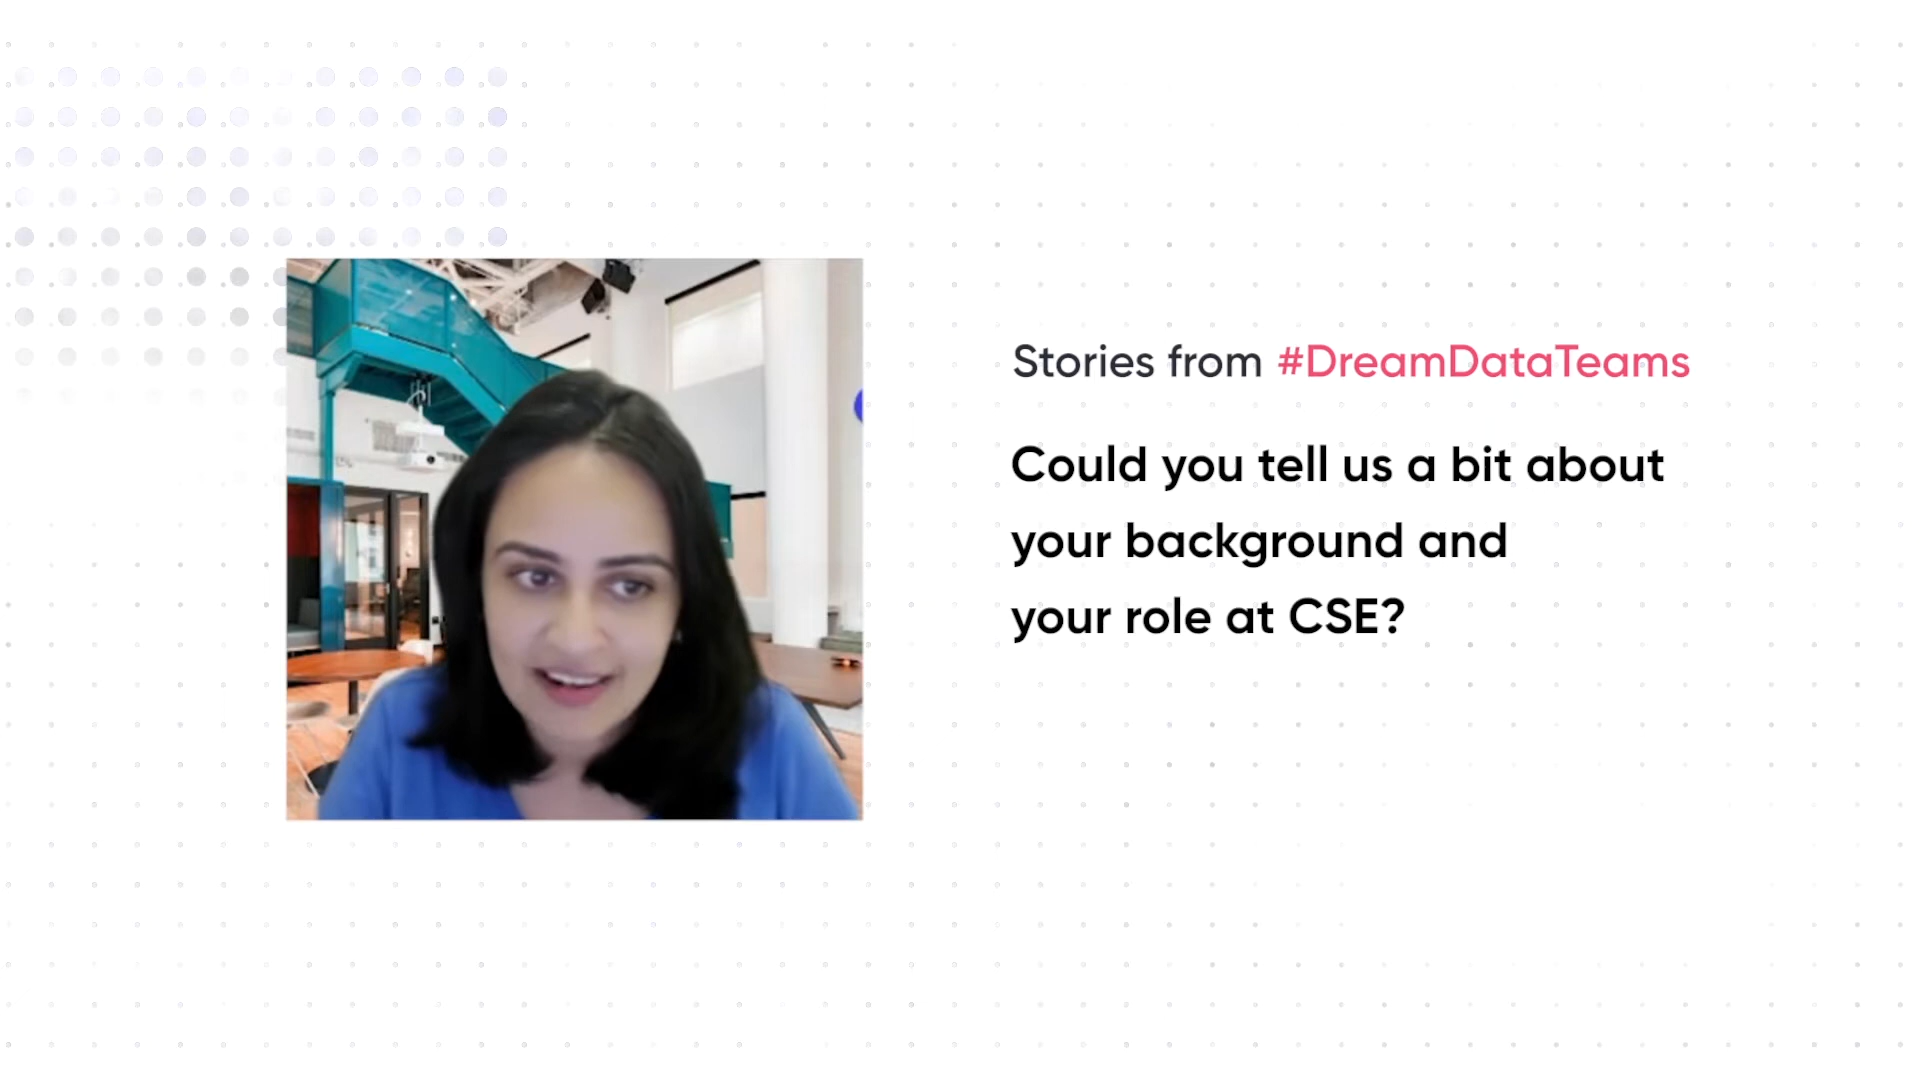 Stories from #DreamDataTeams
Could you tell us a bit about
your background and
your role at CSE?